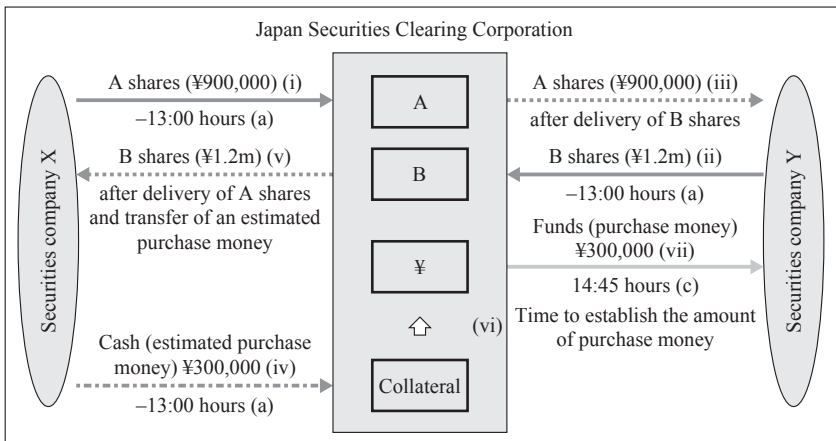 Japan Securities Clearing Corporation
Securities company X
A shares (¥900,000) (i)
–13:00 hours (a)
B shares (¥1.2m) (v)
after delivery of A shares
and transfer of an estimated
purchase money
Cash (estimated purchase
money) ¥300,000 (iv)
–13:00 hours (a)
A
B
¥
(vi)
Collateral
A shares (¥900,000) (iii)
after delivery of B shares
B shares (¥1.2m) (ii)
–13:00 hours (a)
Funds (purchase money)
¥300,000 (vii)
14:45 hours (c)
Time to establish the amount
of purchase money
Securities company Y